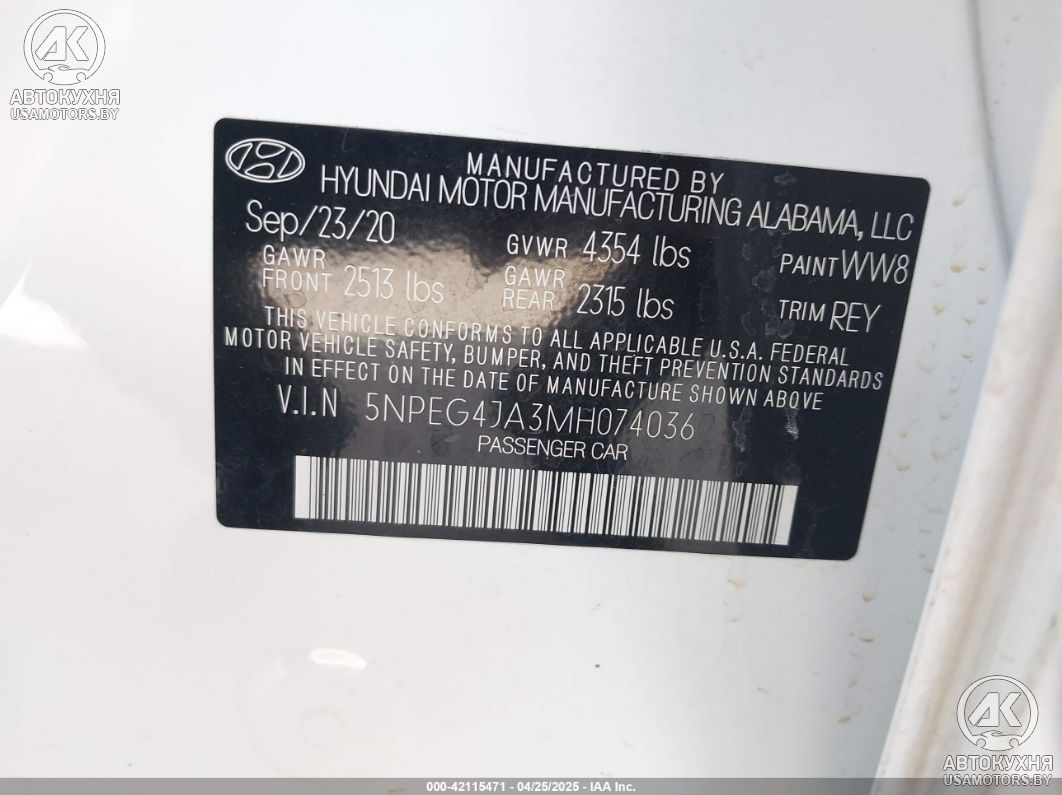 AK
АВТОКУХНЯ
USAMOTORS.BY
MANUFACTURED BY
HYUNDAI MOTOR MANUFACTURING ALABAMA, LLC
Sep/23/20 GVWR 4354 lbs PAINT WW8
GAWR FRONT 2513 lbs GAWR REAR 2315 lbs TRIM REY
THIS VEHICLE CONFORMS TO ALL APPLICABLE U.S.A. FEDERAL
MOTOR VEHICLE SAFETY, BUMPER, AND THEFT PREVENTION STANDARDS
IN EFFECT ON THE DATE OF MANUFACTURE SHOWN ABOVE
V.I.N 5NPEG4JA3MH074036
PASSENGER CAR
AK
АВТОКУХНЯ
USAMOTORS.BY
000-42115471 - 04/25/2025 - IAA Inc.